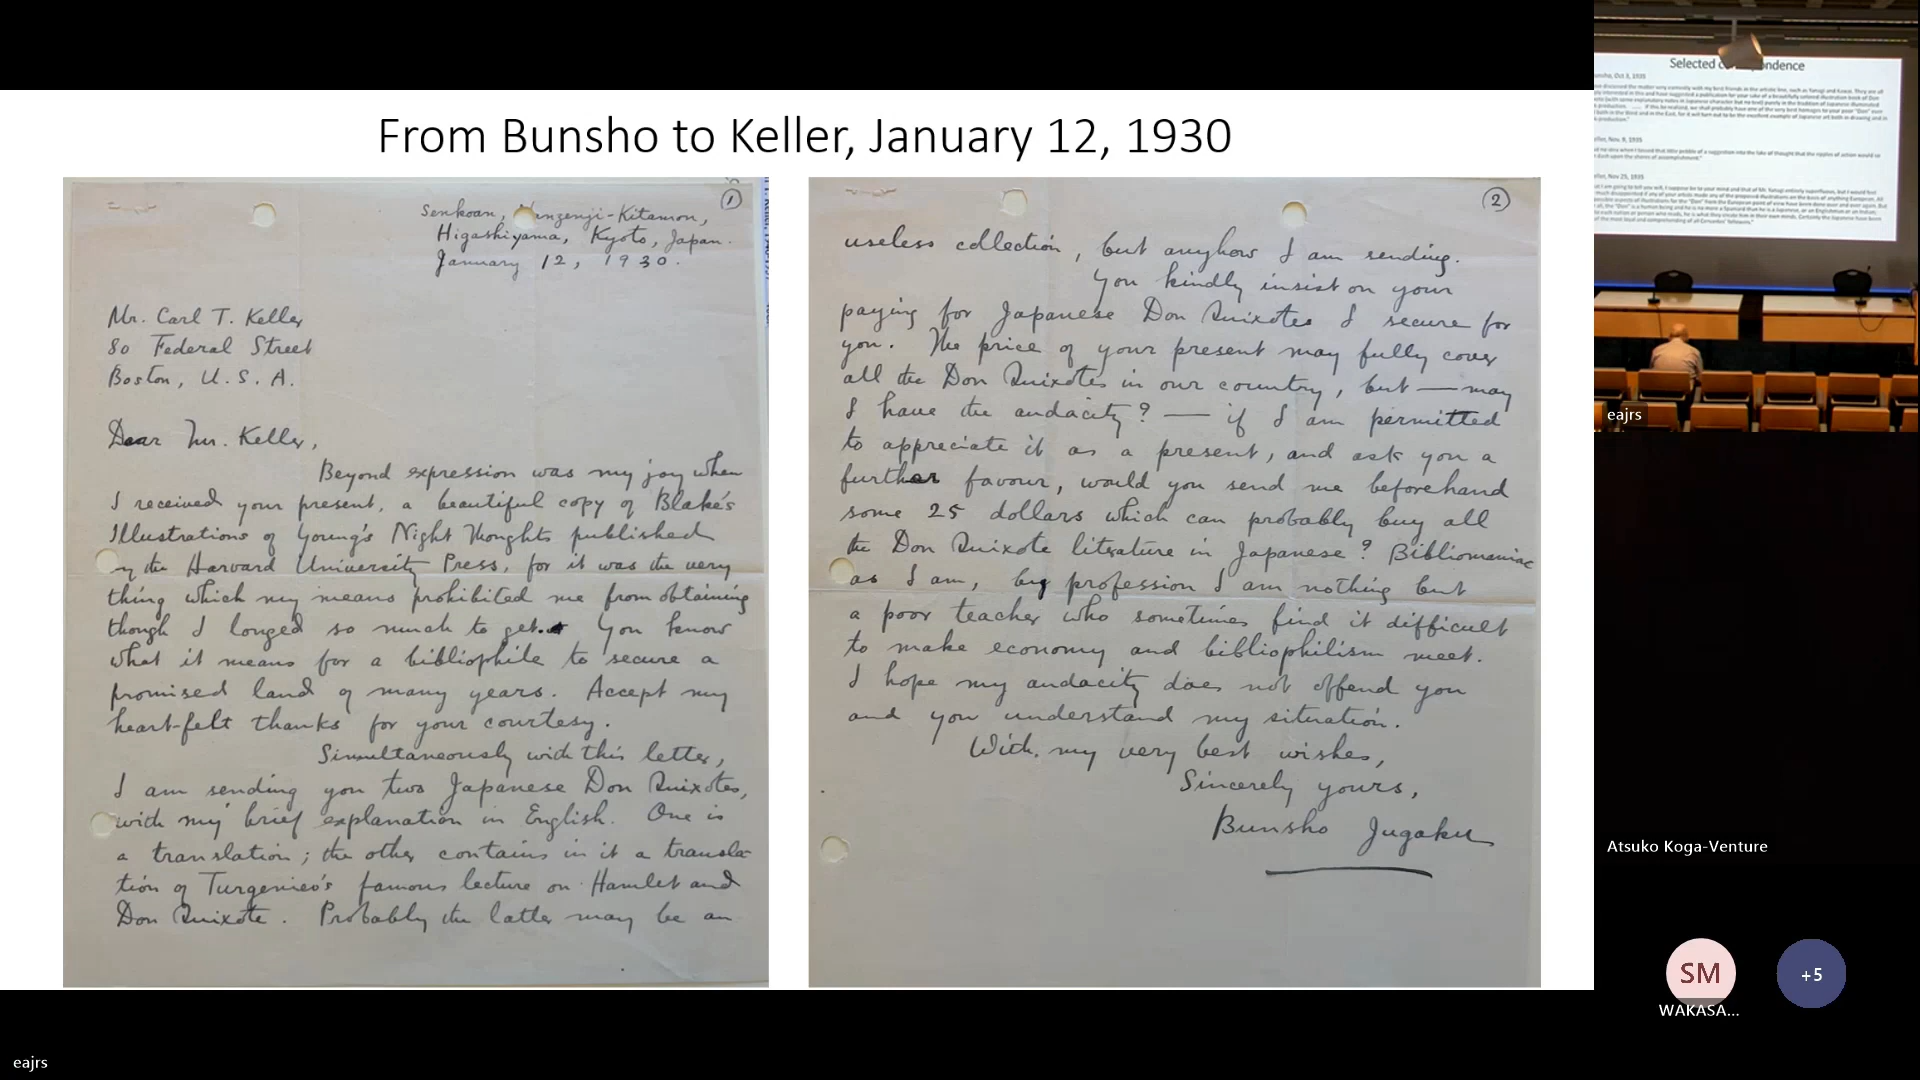 From Bunsho to Keller, January 12, 1930
1
Senkoan, Nanzenji-Kitamon,
Higashiyama, Kyoto, Japan.
January 12, 1930.
Mr. Carl T. Keller
80 Federal Street
Boston, U. S. A.
Dear Mr. Keller,
Beyond expression was my joy when
I received your present, a beautiful copy of Blake's
Illustrations of Young's Night Thoughts published
by the Harvard University Press, for it was the very
thing which my means prohibited me from obtaining
though I longed so much to get. You know
what it means for a bibliophile to secure a
promised land of many years. Accept my
heart-felt thanks for your courtesy.
Simultaneously with this letter,
I am sending you two Japanese Don Quixotes,
with my brief explanation in English. One is
a translation; the other contains in it a transla-
tion of Turgeniev's famous lecture on Hamlet and
Don Quixote. Probably the latter may be an
2
useless collection, but anyhow I am sending.
You kindly insist on your
paying for Japanese Don Quixotes I secure for
you. The price of your present may fully cover
all the Don Quixotes in our country, but — may
I have the audacity? — if I am permitted
to appreciate it as a present, and ask you a
further favour, would you send me beforehand
some 25 dollars which can probably buy all
the Don Quixote literature in Japanese? Bibliomaniac
as I am, by profession I am nothing but
a poor teacher who sometimes find it difficult
to make economy and bibliophilism meet.
I hope my audacity does not offend you
and you understand my situation.
With my very best wishes,
Sincerely yours,
Bunsho Jugaku
Selected
eajrs
Atsuko Koga-Venture
SM
+5
WAKASA...
eajrs